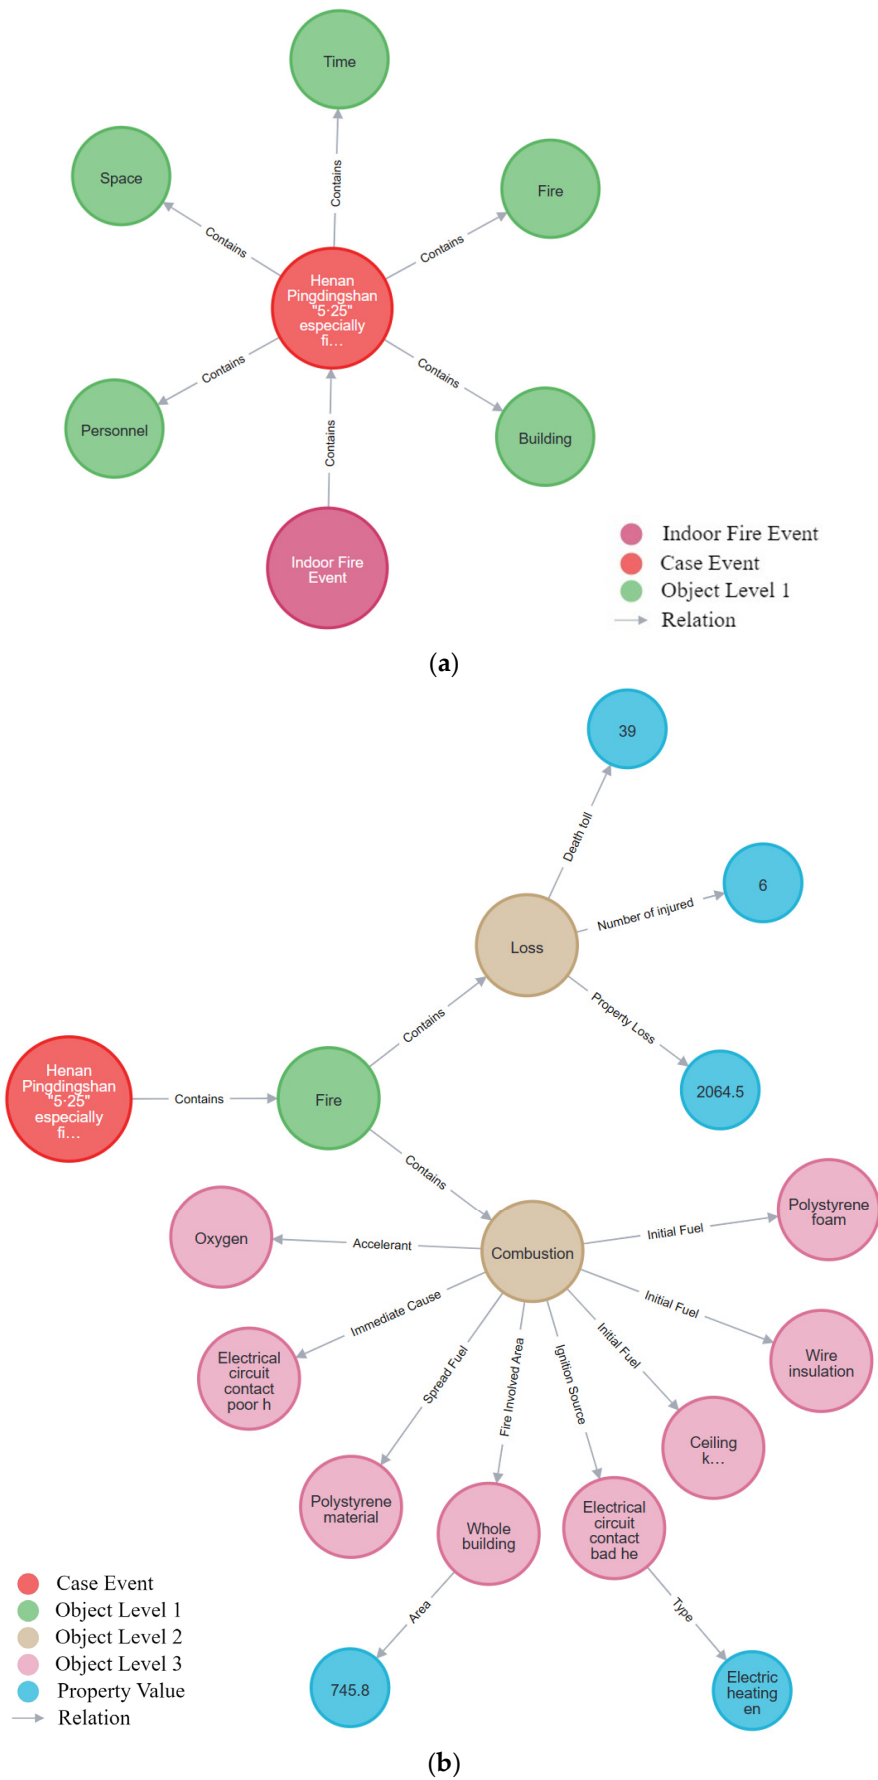 Time
Space
Fire
Contains
Contains
Contains
Henan
Pingdingshan
"5·25"
especially
fi...
Contains
Contains
Personnel
Building
Contains
Indoor Fire
Event
Indoor Fire Event
Case Event
Object Level 1
Relation
(a)
39
Death toll
6
Number of injured
Loss
Property Loss
Contains
2064.5
Henan
Pingdingshan
"5·25"
especially
fi...
Contains
Fire
Contains
Polystyrene
foam
Initial Fuel
Oxygen
Accelerant
Combustion
Immediate Cause
Initial Fuel
Wire
insulation
Electrical
circuit
contact
poor h
Spread Fuel
Fire Involved Area
Ignition Source
Initial Fuel
Ceiling
k...
Polystyrene
material
Whole
building
Electrical
circuit
contact
bad he
Area
Type
745.8
Electric
heating
en
Case Event
Object Level 1
Object Level 2
Object Level 3
Property Value
Relation
(b)